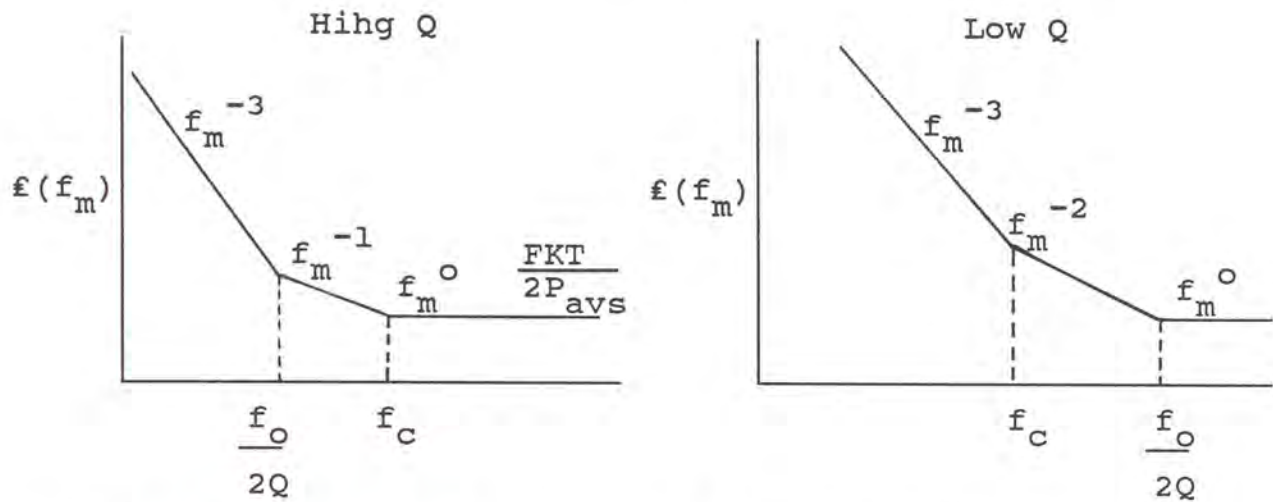 Hihg Q
f_m^-3
£(f_m)
f_m^-1
f_m^o
FKT
2P_avs
f_o
2Q
f_c
Low Q
f_m^-3
£(f_m)
f_m^-2
f_m^o
f_c
f_o
2Q